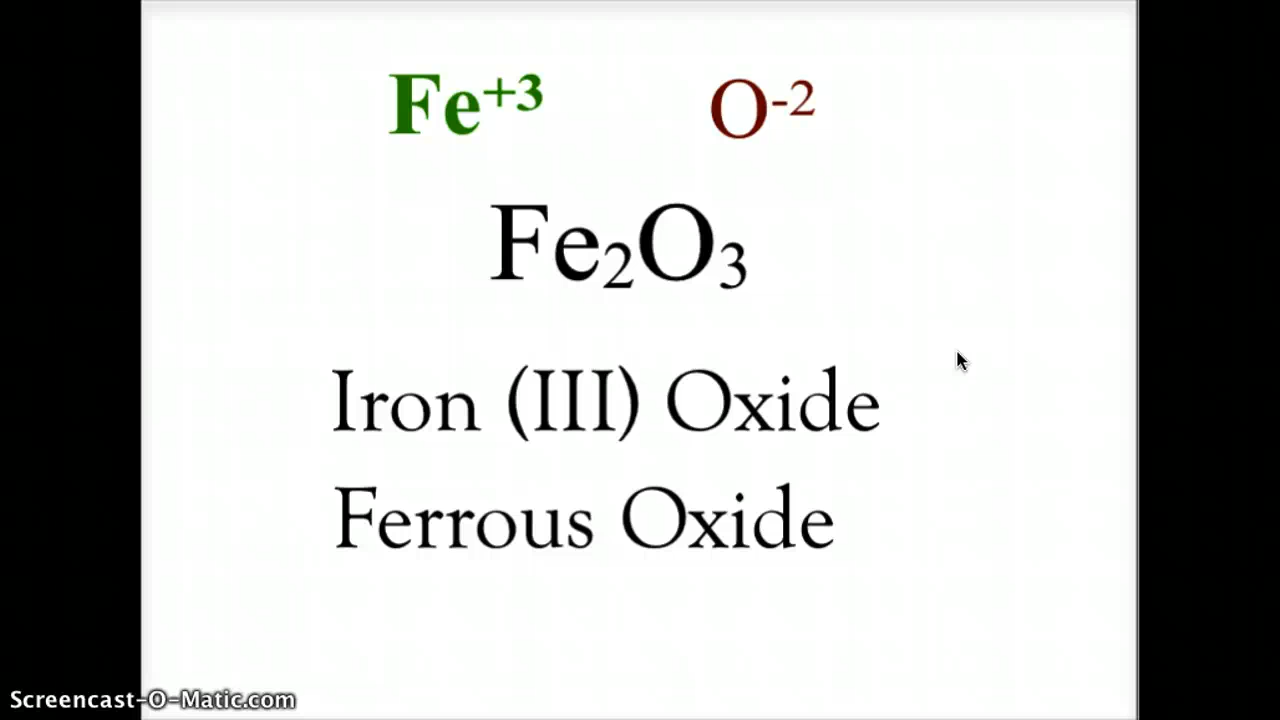 Fe+3 O-2
Fe2O3
Iron (III) Oxide
Ferrous Oxide
Screencast-O-Matic.com